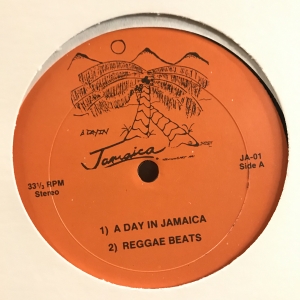 A DAY IN
Jamaica
33⅓ RPM
Stereo
JA-01
Side A
1) A DAY IN JAMAICA
2) REGGAE BEATS